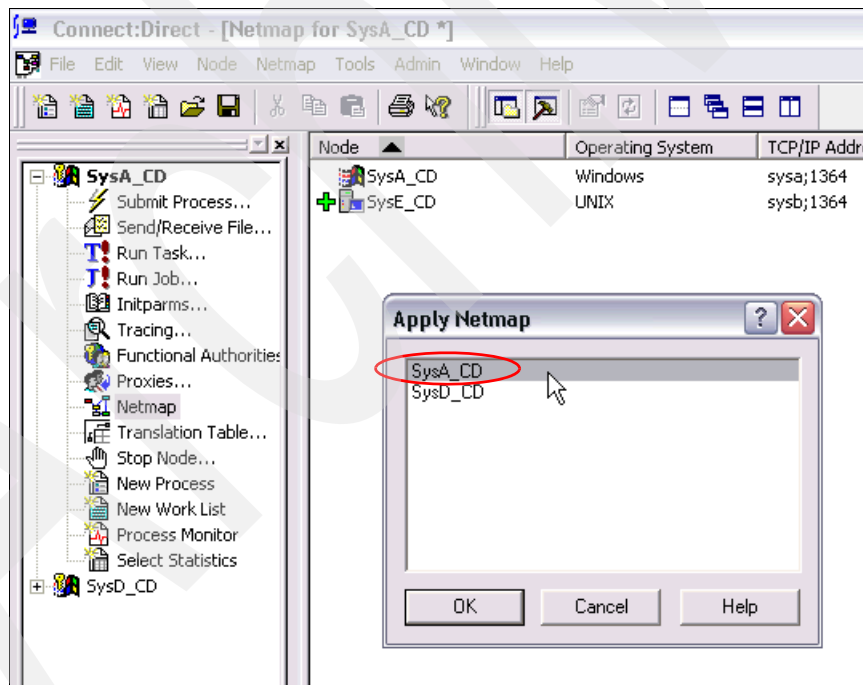 Connect:Direct - [Netmap for SysA_CD *]
File Edit View Node Netmap Tools Admin Window Help
Node Operating System TCP/IP Addr
SysA_CD Windows sysa;1364
SysE_CD UNIX sysb;1364
SysA_CD
Submit Process...
Send/Receive File...
Run Task...
Run Job...
Initparms...
Tracing...
Functional Authorities
Proxies...
Netmap
Translation Table...
Stop Node...
New Process
New Work List
Process Monitor
Select Statistics
SysD_CD
Apply Netmap
SysA_CD
SysD_CD
OK Cancel Help